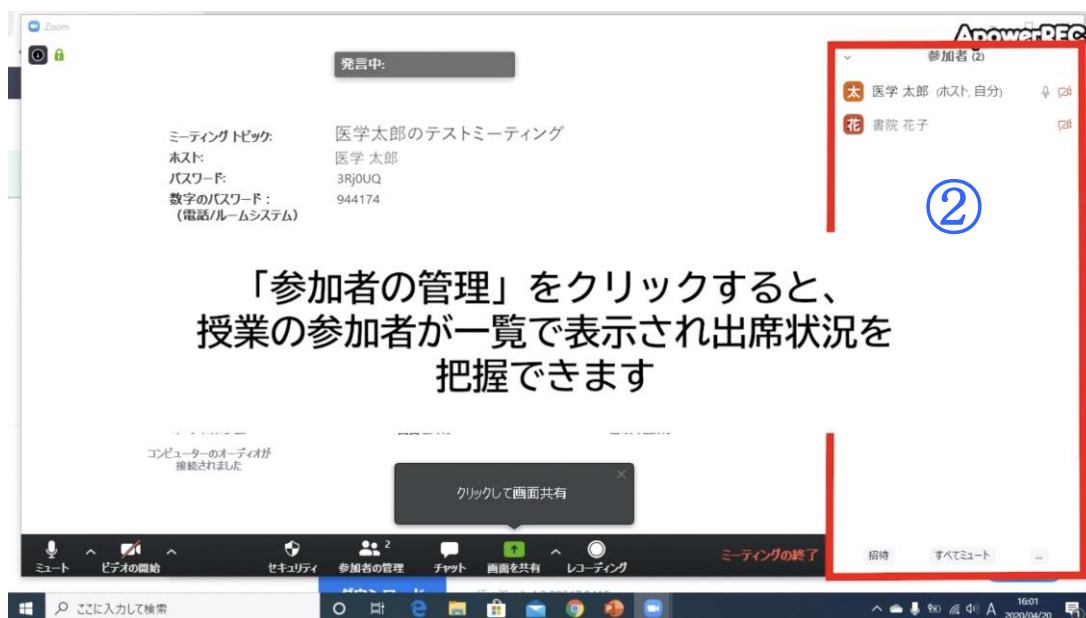 Zoom
ApowerREC
参加者 (2)
発言中:
太 医学 太郎 (ホスト, 自分)
花 書院 花子
ミーティング トピック: 医学太郎のテストミーティング
ホスト: 医学 太郎
パスワード: 3Rj0UQ
数字のパスワード: 944174
(電話/ルームシステム)
②
「参加者の管理」をクリックすると、
授業の参加者が一覧で表示され出席状況を
把握できます
コンピューターのオーディオが
接続されました
クリックして画面共有
ミュート ビデオの開始 セキュリティ 参加者の管理 2 チャット 画面を共有 レコーディング ミーティングの終了
招待 すべてミュート ...
ここに入力して検索
A
16:01
2020/04/20